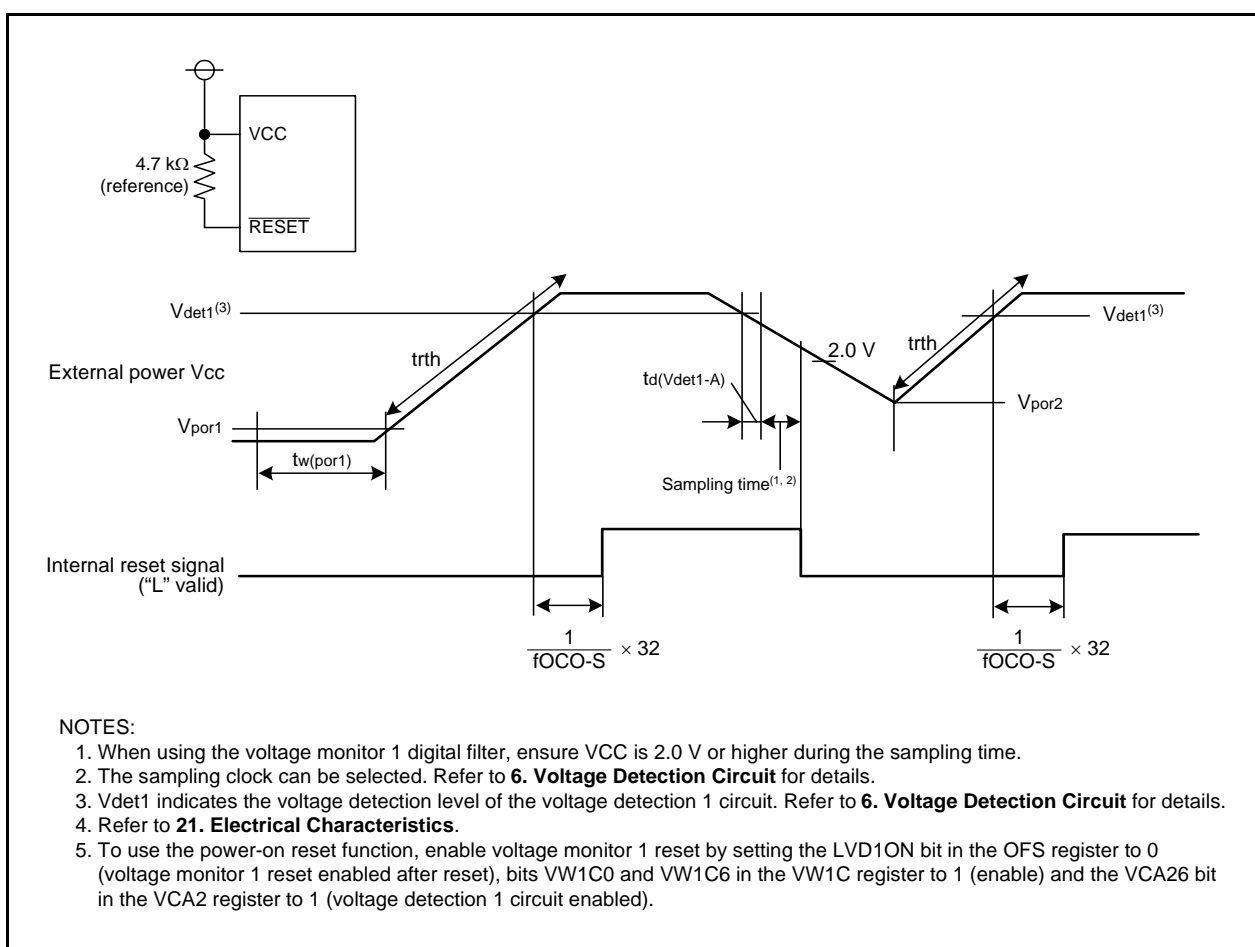 VCC
4.7 kΩ
(reference)
RESET
Vdet1(3)
Vdet1(3)
trth
trth
2.0 V
External power Vcc
td(Vdet1-A)
Vpor1
Vpor2
tw(por1)
Sampling time(1, 2)
Internal reset signal
(“L” valid)
1
fOCO-S
× 32
1
fOCO-S
× 32
NOTES:
1. When using the voltage monitor 1 digital filter, ensure VCC is 2.0 V or higher during the sampling time.
2. The sampling clock can be selected. Refer to 6. Voltage Detection Circuit for details.
3. Vdet1 indicates the voltage detection level of the voltage detection 1 circuit. Refer to 6. Voltage Detection Circuit for details.
4. Refer to 21. Electrical Characteristics.
5. To use the power-on reset function, enable voltage monitor 1 reset by setting the LVD1ON bit in the OFS register to 0
(voltage monitor 1 reset enabled after reset), bits VW1C0 and VW1C6 in the VW1C register to 1 (enable) and the VCA26 bit
in the VCA2 register to 1 (voltage detection 1 circuit enabled).